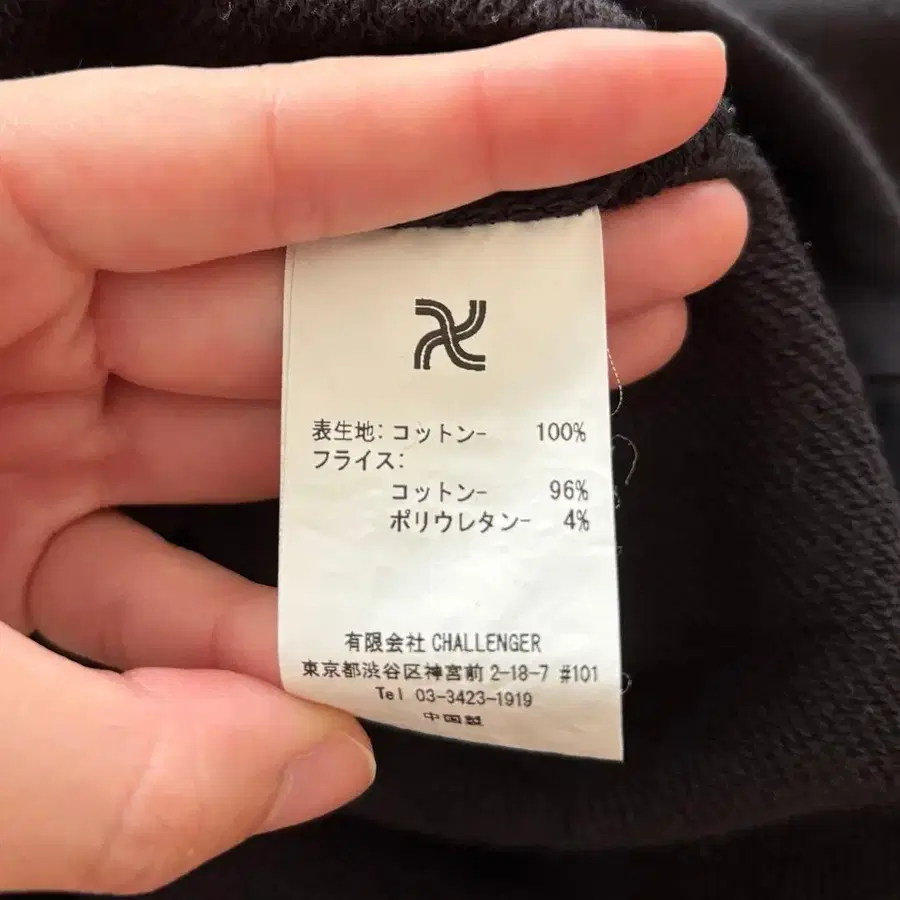 表生地: コットン- 100%
フライス:
コットン- 96%
ポリウレタン- 4%
有限会社 CHALLENGER
東京都渋谷区神宮前 2-18-7 #101
Tel 03-3423-1919
中国製